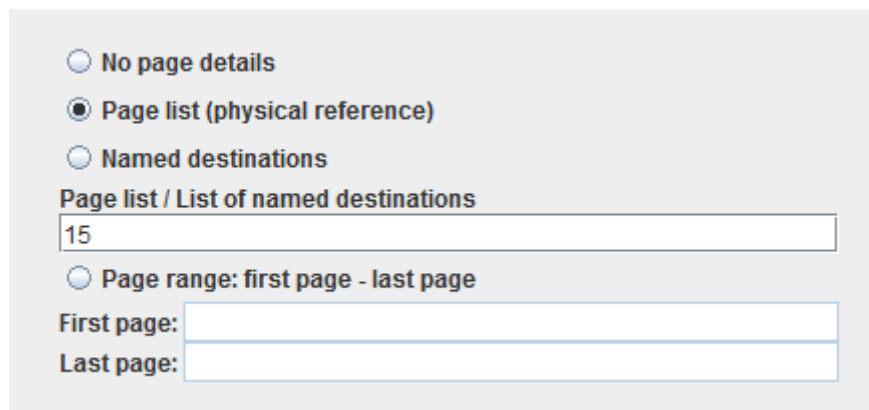 No page details
Page list (physical reference)
Named destinations
Page list / List of named destinations
15
Page range: first page - last page
First page:
Last page: